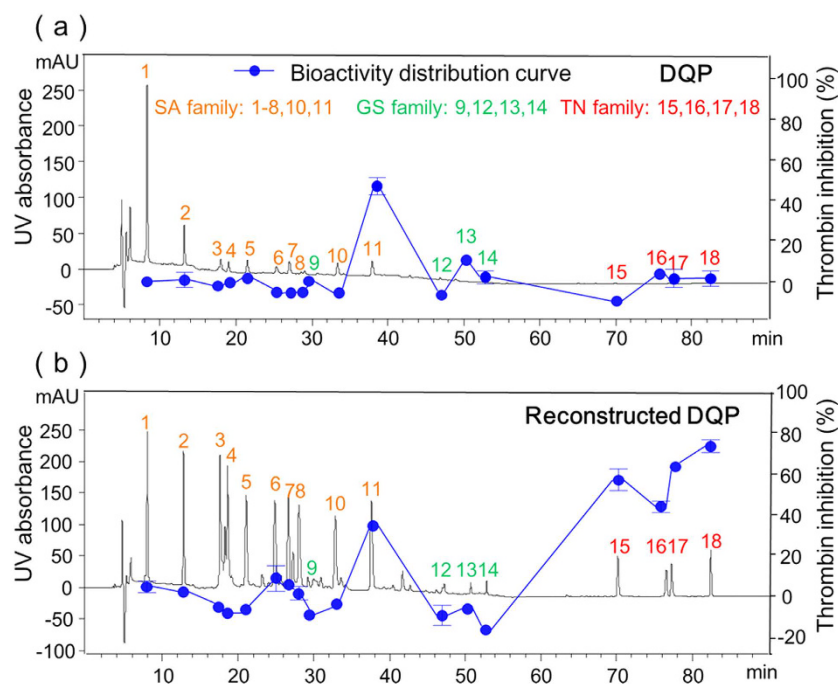 ( a )
mAU
Bioactivity distribution curve
DQP
SA family: 1-8,10,11 GS family: 9,12,13,14 TN family: 15,16,17,18
250
200
150
100
50
0
-50
UV absorbance
1 2 3 4 5 6 7 8 9 10 11 12 13 14 15 16 17 18
100
80
60
40
20
0
-20
Thrombin inhibition (%)
10 20 30 40 50 60 70 80 min
( b )
mAU
Reconstructed DQP
250
200
150
100
50
0
-50
-100
UV absorbance
1 2 3 4 5 6 7 8 9 10 11 12 13 14 15 16 17 18
100
80
60
40
20
0
-20
Thrombin inhibition (%)
0 10 20 30 40 50 60 70 80 min